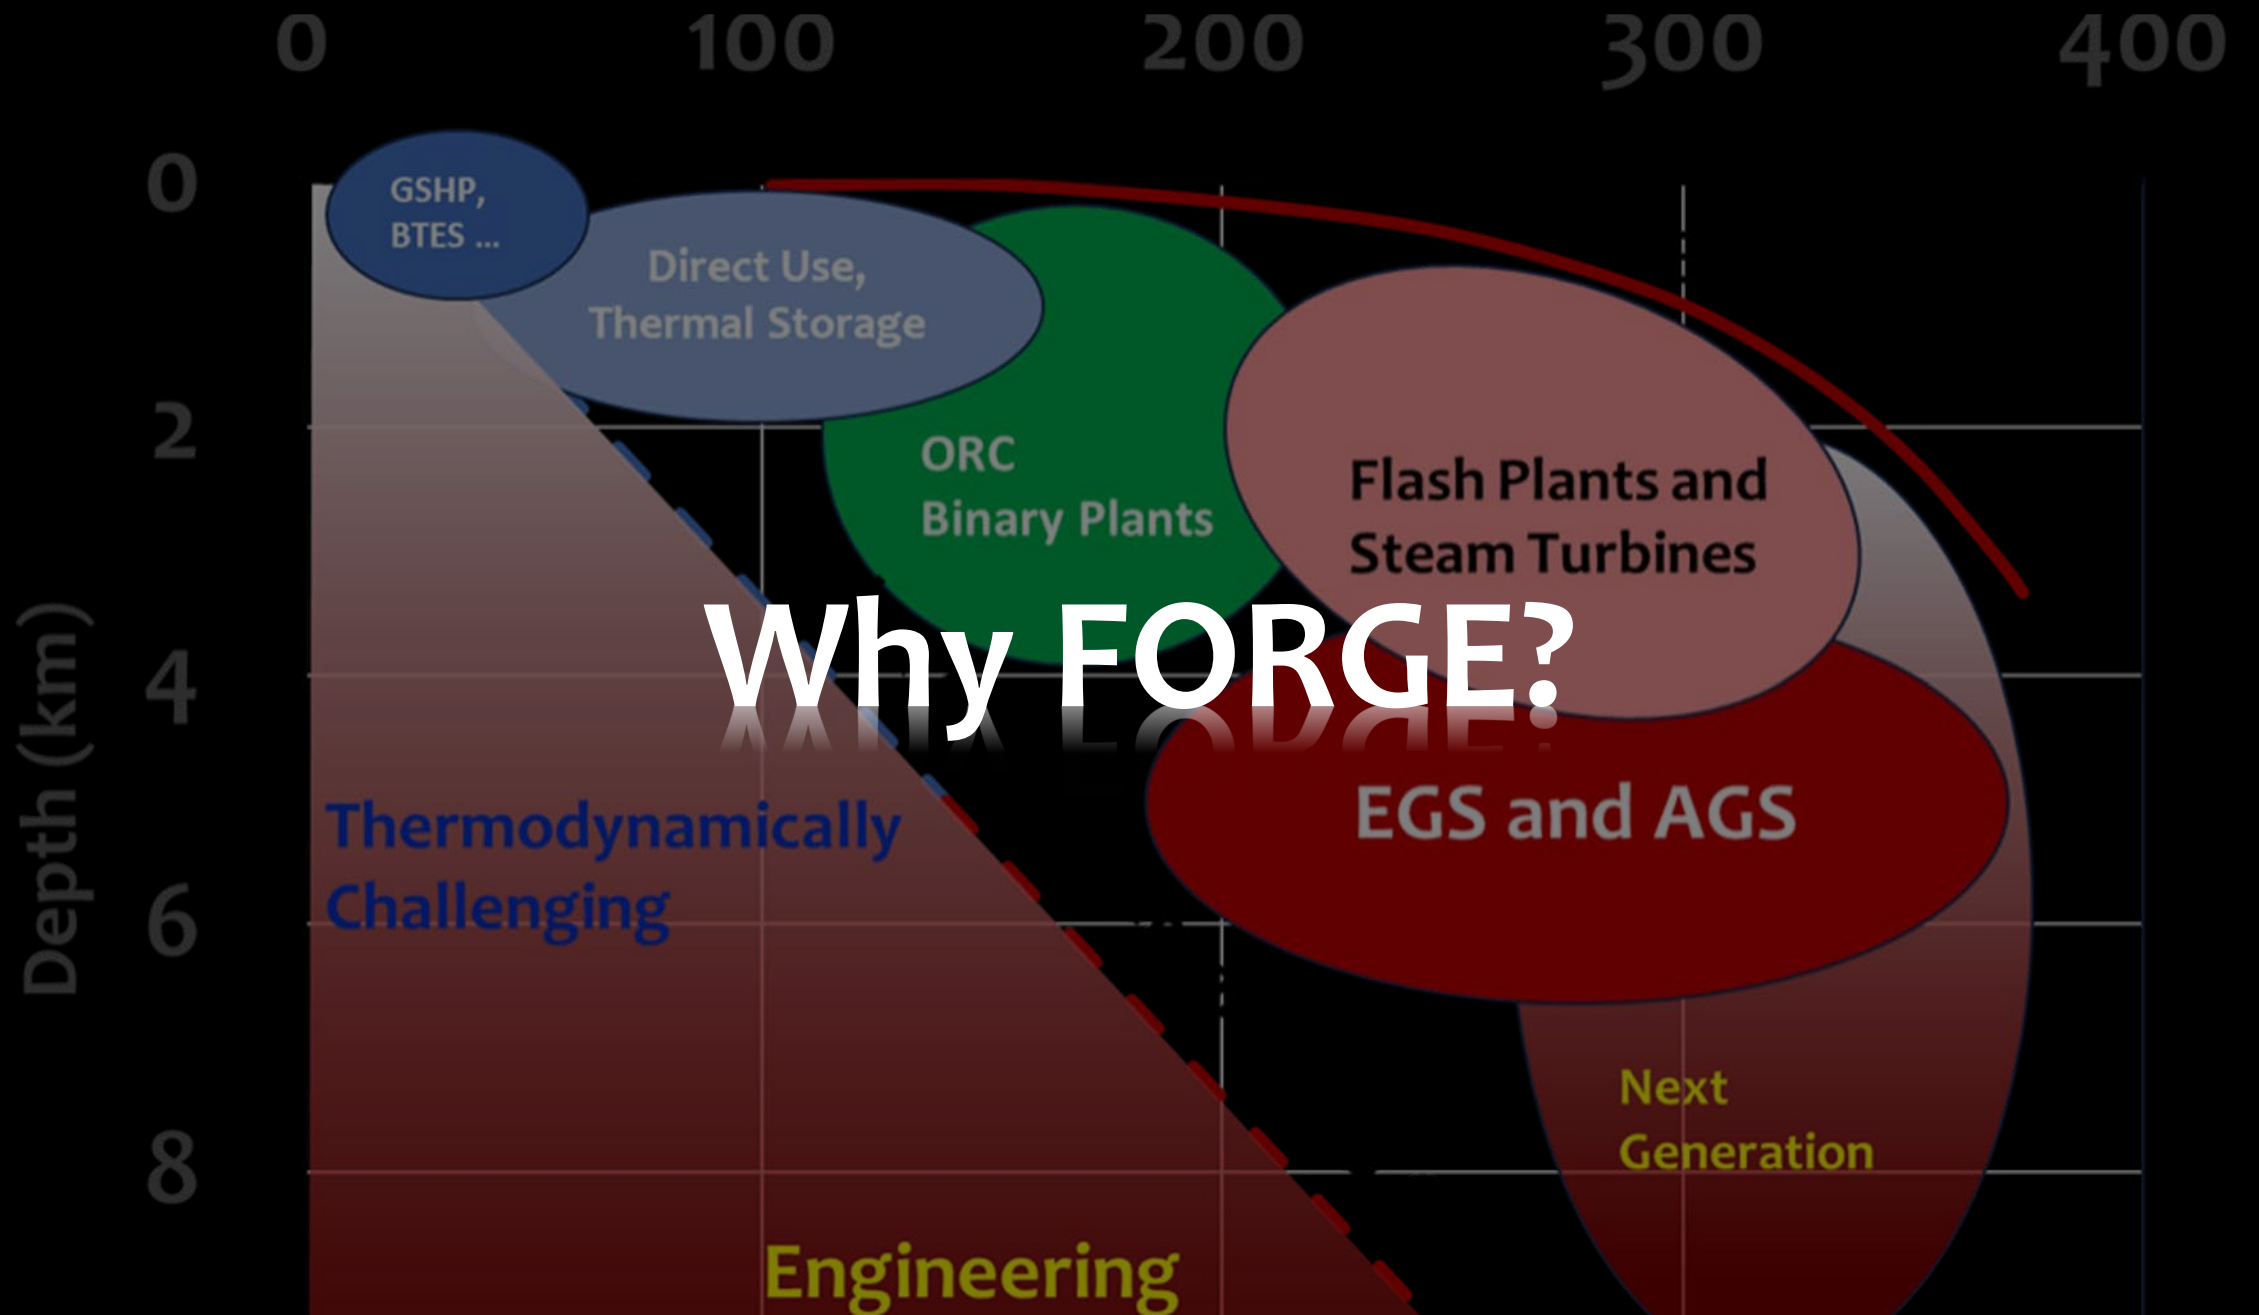 0 100 200 300 400
0
GSHP,
BTES ...
Direct Use,
Thermal Storage
2
ORC
Binary Plants
Flash Plants and
Steam Turbines
Why FORGE?
4
Depth (km)
EGS and AGS
Thermodynamically
Challenging
6
Next
Generation
8
Engineering